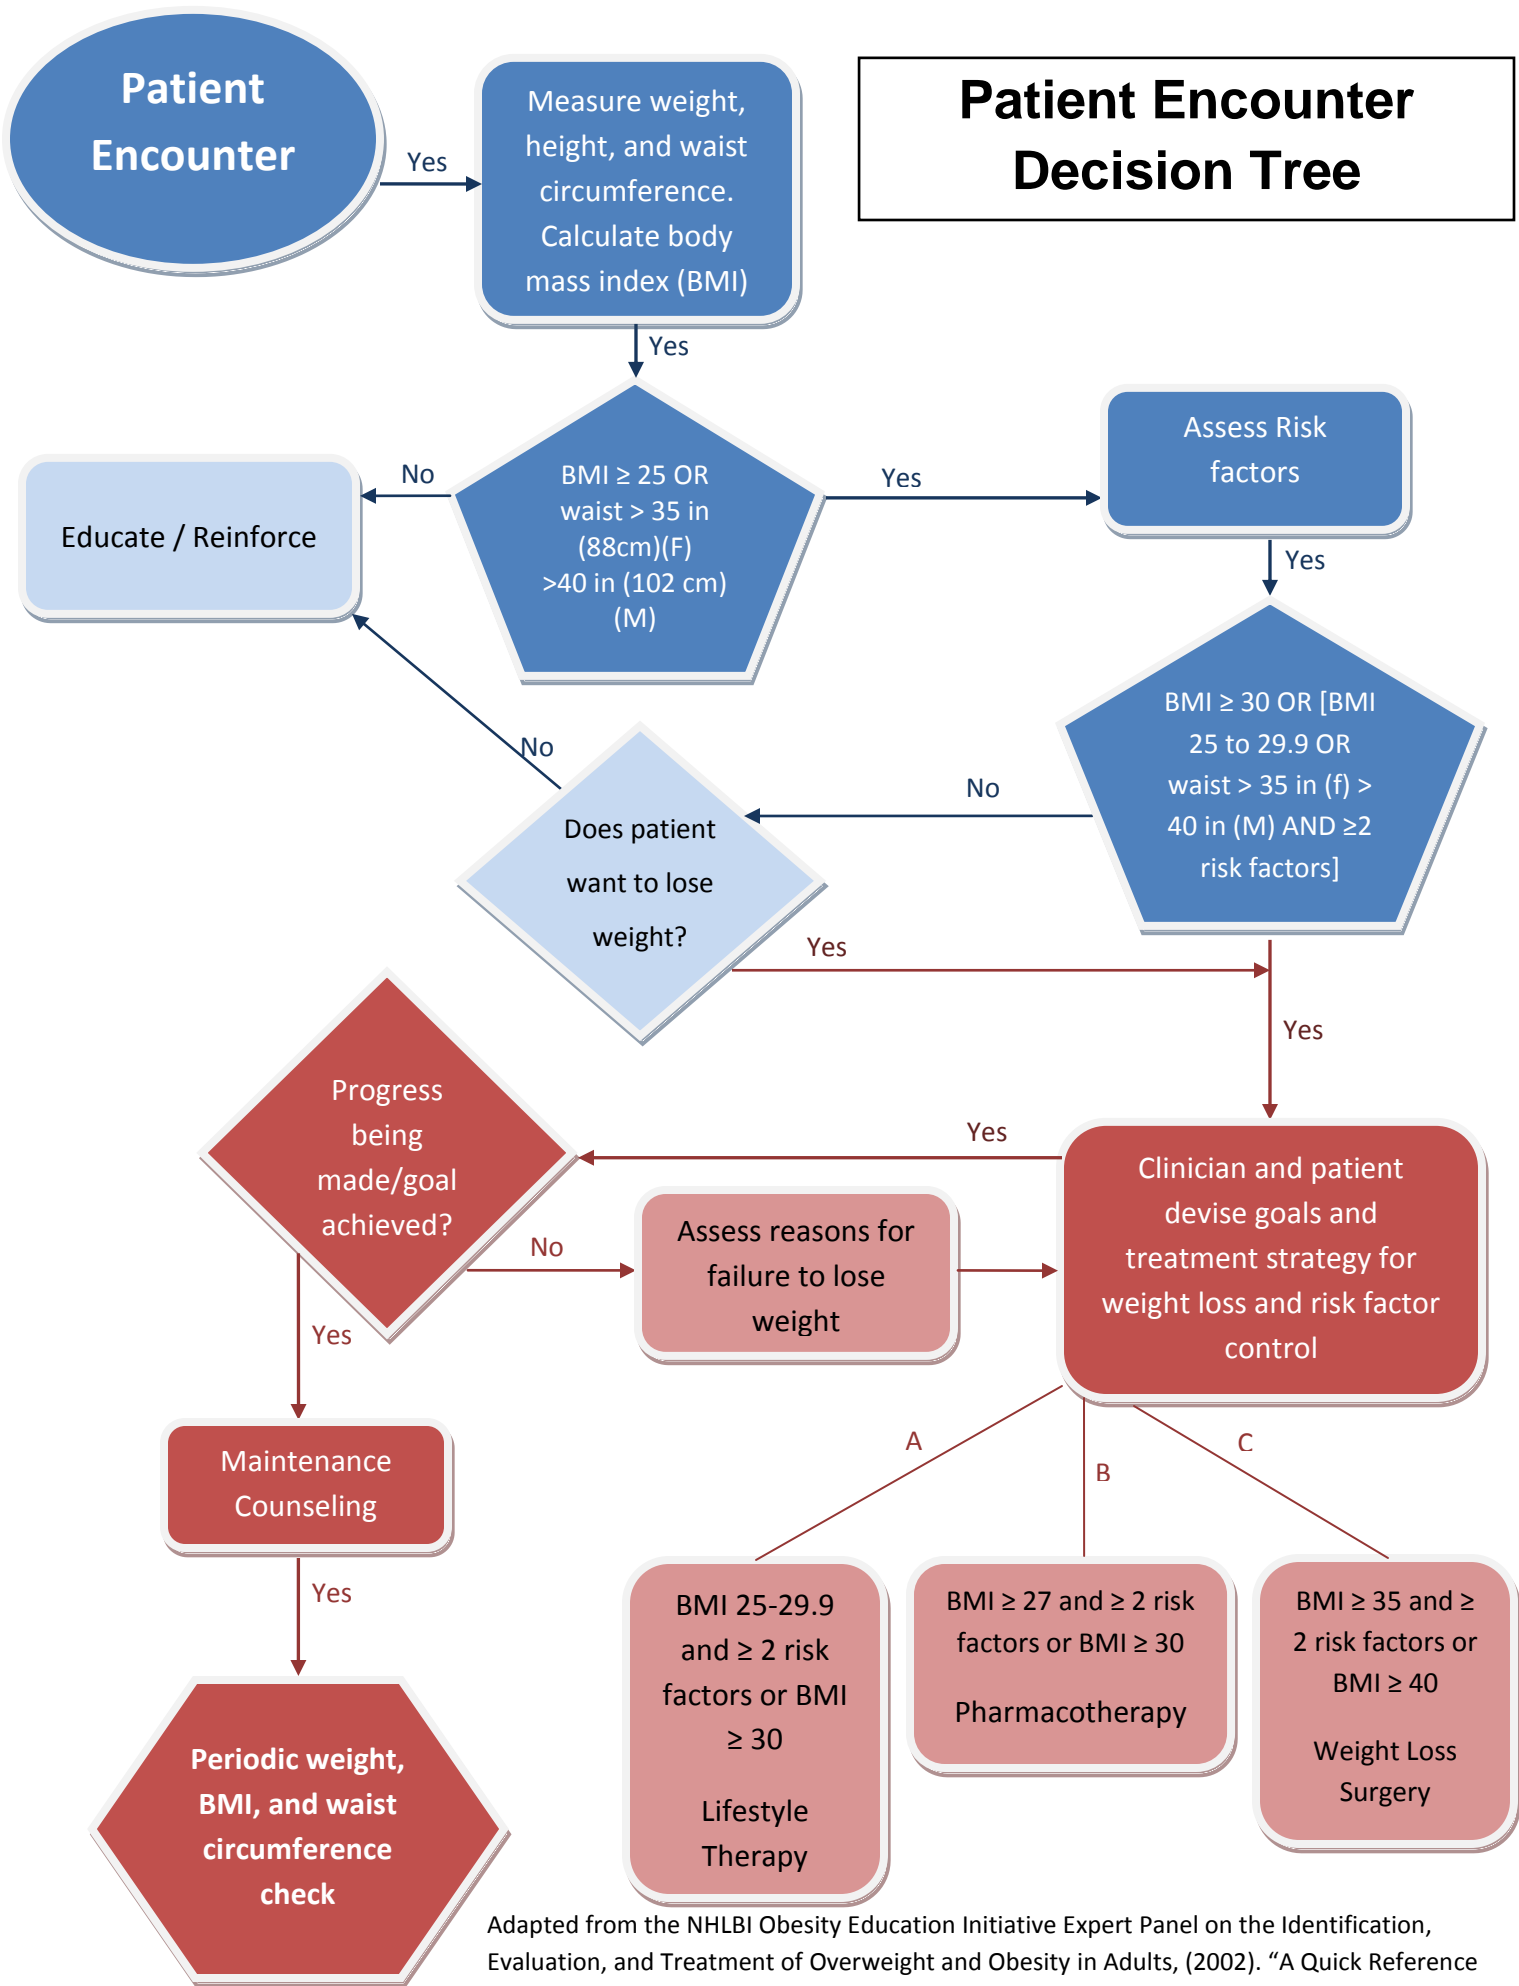 Patient
Encounter
Yes
Measure weight,
height, and waist
circumference.
Calculate body
mass index (BMI)
Patient Encounter
Decision Tree
Yes
BMI ≥ 25 OR
waist > 35 in
(88cm)(F)
>40 in (102 cm)
(M)
No
Educate / Reinforce
Yes
Assess Risk
factors
Yes
BMI ≥ 30 OR [BMI
25 to 29.9 OR
waist > 35 in (f) >
40 in (M) AND ≥2
risk factors]
No
Does patient
want to lose
weight?
No
Yes
Yes
Clinician and patient
devise goals and
treatment strategy for
weight loss and risk factor
control
Yes
Progress
being
made/goal
achieved?
No
Assess reasons for
failure to lose
weight
Yes
Maintenance
Counseling
Yes
Periodic weight,
BMI, and waist
circumference
check
A
B
C
BMI 25-29.9
and ≥ 2 risk
factors or BMI
≥ 30
Lifestyle
Therapy
BMI ≥ 27 and ≥ 2 risk
factors or BMI ≥ 30
Pharmacotherapy
BMI ≥ 35 and ≥
2 risk factors or
BMI ≥ 40
Weight Loss
Surgery
Adapted from the NHLBI Obesity Education Initiative Expert Panel on the Identification,
Evaluation, and Treatment of Overweight and Obesity in Adults, (2002). “A Quick Reference